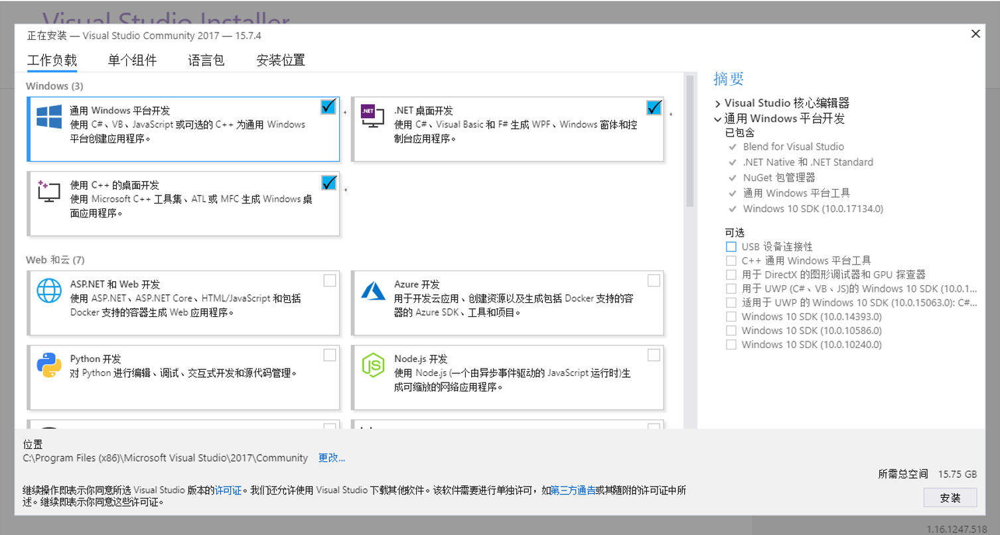 Visual Studio Installer
正在安装 — Visual Studio Community 2017 — 15.7.4
工作负载 单个组件 语言包 安装位置
Windows (3)
通用 Windows 平台开发
使用 C#、VB、JavaScript 或可选的 C++ 为通用 Windows
平台创建应用程序。
.NET
.NET 桌面开发
使用 C#、Visual Basic 和 F# 生成 WPF、Windows 窗体和控
制台应用程序。
使用 C++ 的桌面开发
使用 Microsoft C++ 工具集、ATL 或 MFC 生成 Windows 桌
面应用程序。
Web 和云 (7)
ASP.NET 和 Web 开发
使用 ASP.NET、ASP.NET Core、HTML/JavaScript 和包括
Docker 支持的容器生成 Web 应用程序。
Azure 开发
用于开发云应用、创建资源以及生成包括 Docker 支持的容
器的 Azure SDK、工具和项目。
Python 开发
对 Python 进行编辑、调试、交互式开发和源代码管理。
JS
Node.js 开发
使用 Node.js (一个由异步事件驱动的 JavaScript 运行时)生
成可缩放的网络应用程序。
摘要
Visual Studio 核心编辑器
通用 Windows 平台开发
已包含
Blend for Visual Studio
.NET Native 和 .NET Standard
NuGet 包管理器
通用 Windows 平台工具
Windows 10 SDK (10.0.17134.0)
可选
USB 设备连接性
C++ 通用 Windows 平台工具
用于 DirectX 的图形调试器和 GPU 探查器
用于 UWP (C#、VB、JS)的 Windows 10 SDK (10.0.1...
适用于 UWP 的 Windows 10 SDK (10.0.15063.0): C#...
Windows 10 SDK (10.0.14393.0)
Windows 10 SDK (10.0.10586.0)
Windows 10 SDK (10.0.10240.0)
位置
C:\Program Files (x86)\Microsoft Visual Studio\2017\Community 更改...
所需总空间 15.75 GB
继续操作即表示你同意所选 Visual Studio 版本的许可证。我们还允许使用 Visual Studio 下载其他软件。该软件需要进行单独许可，如第三方通告或其随附的许可证中所
述。继续即表示你同意这些许可证。
安装
1.16.1247.518